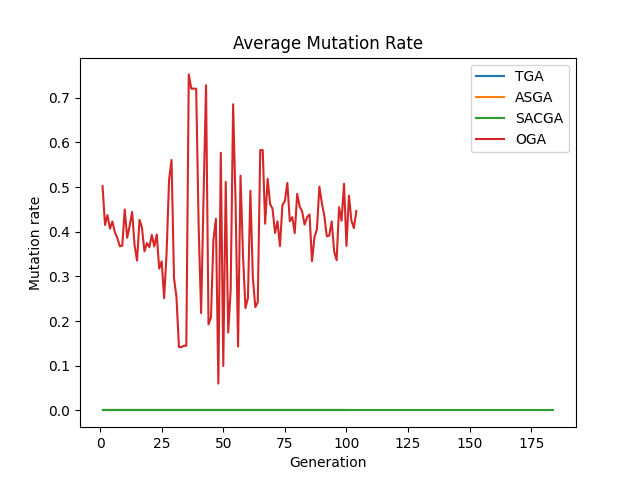 Average Mutation Rate
TGA
ASGA
SACGA
OGA
Mutation rate
0.7
0.6
0.5
0.4
0.3
0.2
0.1
0.0
0 25 50 75 100 125 150 175
Generation